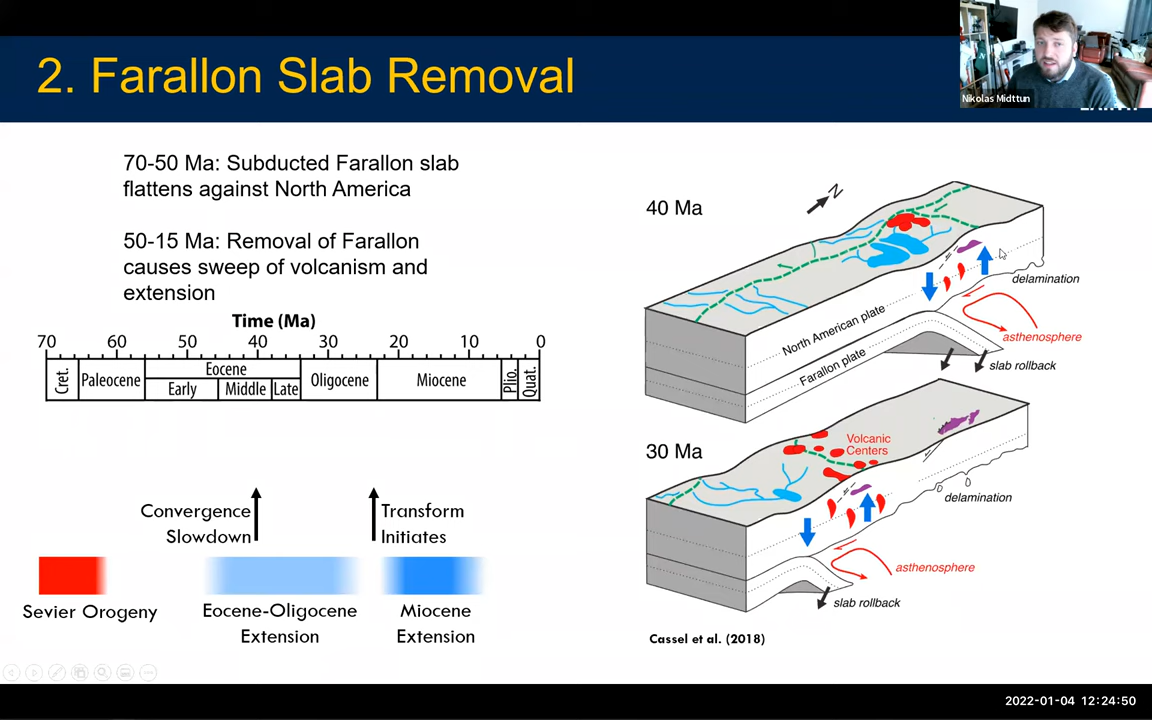 2. Farallon Slab Removal
Nikolas Midttun
70-50 Ma: Subducted Farallon slab
flattens against North America
50-15 Ma: Removal of Farallon
causes sweep of volcanism and
extension
Time (Ma)
70 60 50 40 30 20 10 0
Cret. Paleocene Eocene Oligocene Miocene Plio. Quat.
Early Middle Late
Convergence
Slowdown
Transform
Initiates
Sevier Orogeny
Eocene-Oligocene
Extension
Miocene
Extension
40 Ma
N
delamination
North American plate
asthenosphere
Farallon plate
slab rollback
30 Ma
Volcanic
Centers
delamination
asthenosphere
slab rollback
Cassel et al. (2018)
2022-01-04 12:24:50